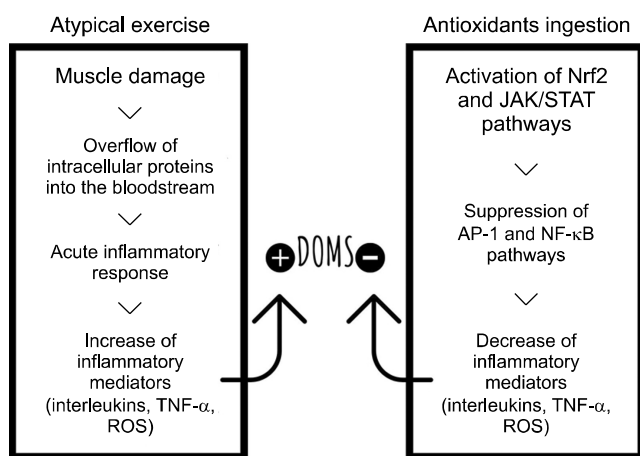 Atypical exercise
Muscle damage
Overflow of
intracellular proteins
into the bloodstream
Acute inflammatory
response
Increase of
inflammatory
mediators
(interleukins, TNF-α,
ROS)
+DOMS−
Antioxidants ingestion
Activation of Nrf2
and JAK/STAT
pathways
Suppression of
AP-1 and NF-κB
pathways
Decrease of
inflammatory
mediators
(interleukins, TNF-α,
ROS)